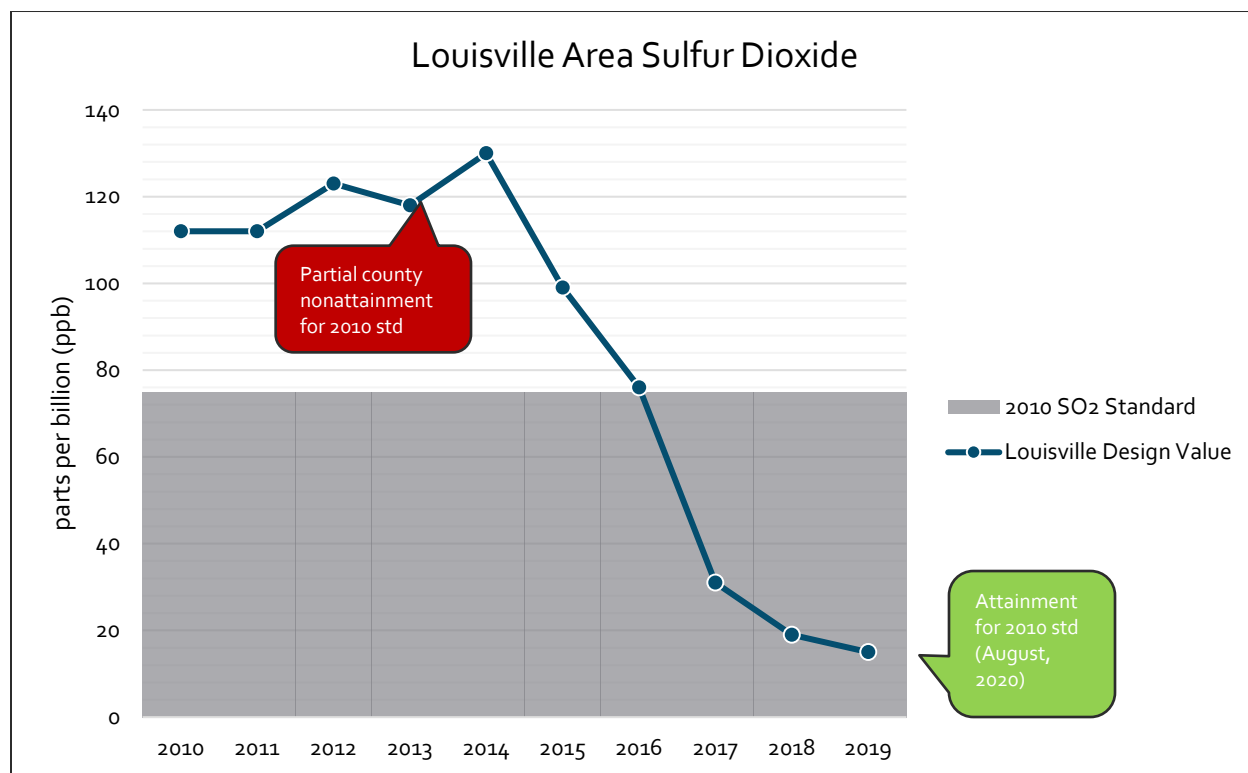 Louisville Area Sulfur Dioxide
parts per billion (ppb)
140
120
100
80
60
40
20
0
Partial county
nonattainment
for 2010 std
2010 SO2 Standard
Louisville Design Value
Attainment
for 2010 std
(August,
2020)
2010 2011 2012 2013 2014 2015 2016 2017 2018 2019